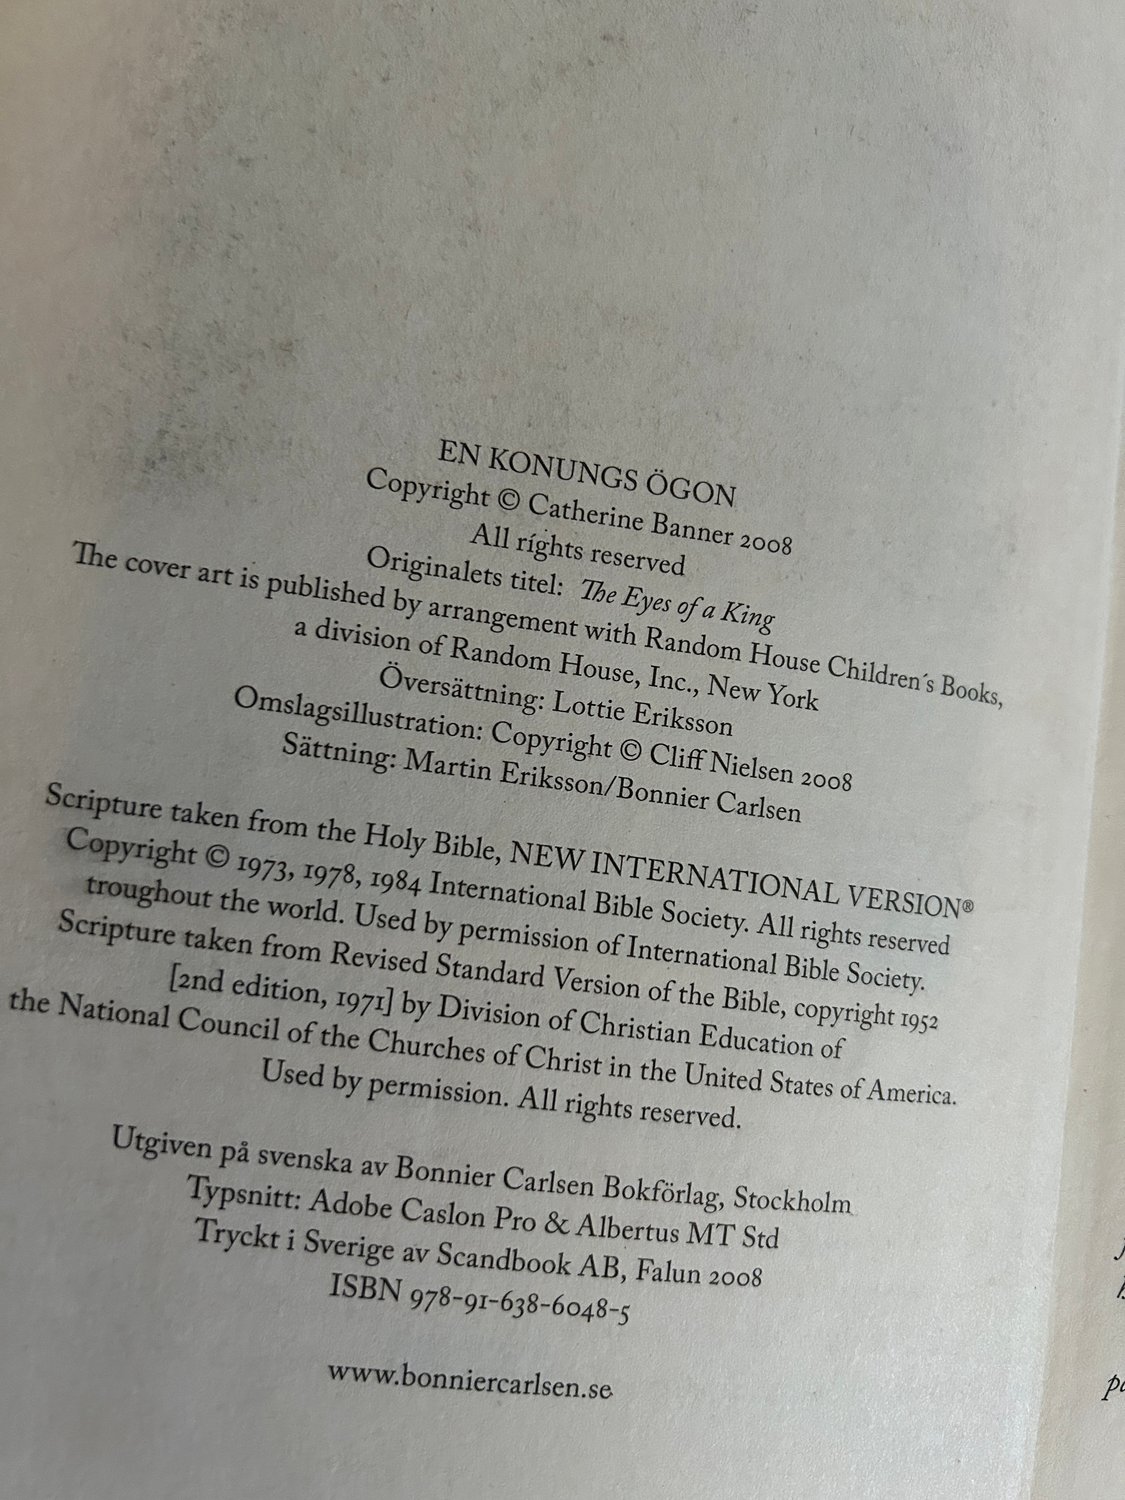 EN KONUNGS ÖGON
Copyright © Catherine Banner 2008
All rights reserved
Originalets titel: The Eyes of a King
The cover art is published by arrangement with Random House Children´s Books,
a division of Random House, Inc., New York
Översättning: Lottie Eriksson
Omslagsillustration: Copyright © Cliff Nielsen 2008
Sättning: Martin Eriksson/Bonnier Carlsen
Scripture taken from the Holy Bible, NEW INTERNATIONAL VERSION®
Copyright © 1973, 1978, 1984 International Bible Society. All rights reserved
troughout the world. Used by permission of International Bible Society.
Scripture taken from Revised Standard Version of the Bible, copyright 1952
[2nd edition, 1971] by Division of Christian Education of
the National Council of the Churches of Christ in the United States of America.
Used by permission. All rights reserved.
Utgiven på svenska av Bonnier Carlsen Bokförlag, Stockholm
Typsnitt: Adobe Caslon Pro & Albertus MT Std
Tryckt i Sverige av Scandbook AB, Falun 2008
ISBN 978-91-638-6048-5
www.bonniercarlsen.se